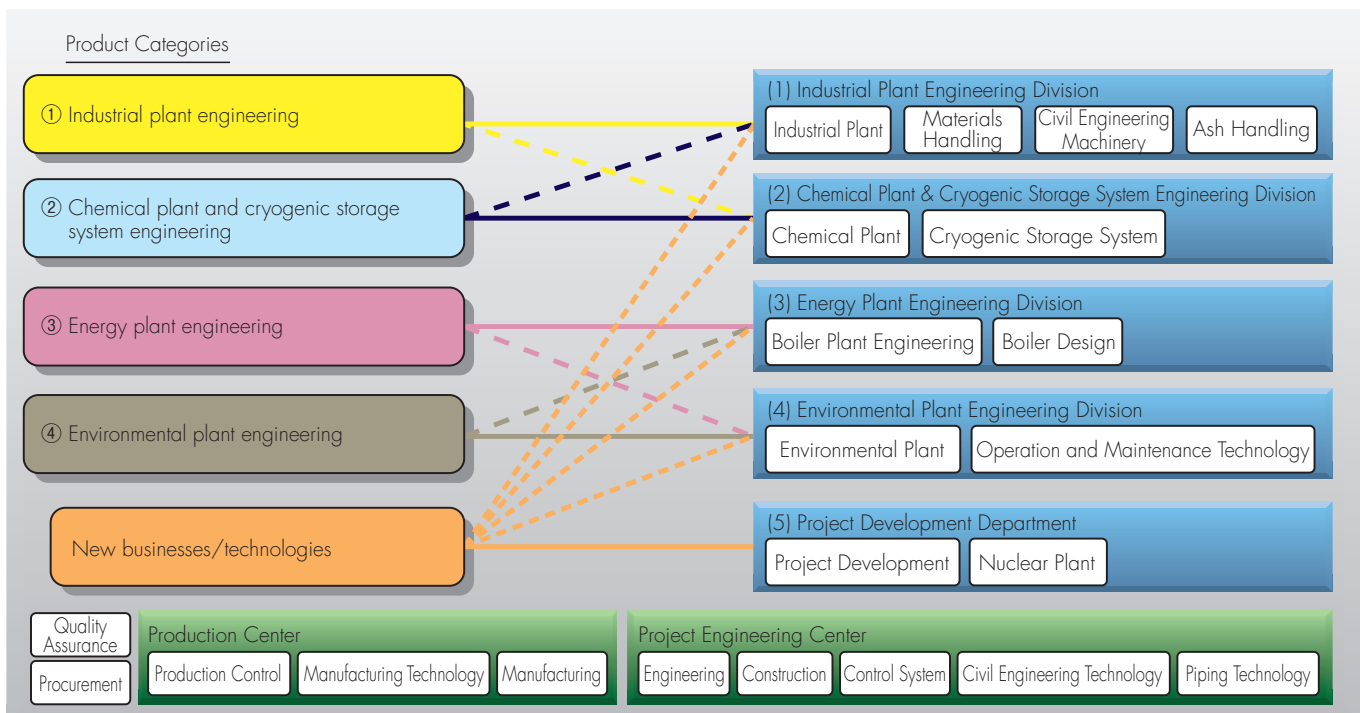 Product Categories
① Industrial plant engineering
② Chemical plant and cryogenic storage
system engineering
③ Energy plant engineering
④ Environmental plant engineering
New businesses/technologies
(1) Industrial Plant Engineering Division
Industrial Plant
Materials
Handling
Civil Engineering
Machinery
Ash Handling
(2) Chemical Plant & Cryogenic Storage System Engineering Division
Chemical Plant
Cryogenic Storage System
(3) Energy Plant Engineering Division
Boiler Plant Engineering
Boiler Design
(4) Environmental Plant Engineering Division
Environmental Plant
Operation and Maintenance Technology
(5) Project Development Department
Project Development
Nuclear Plant
Quality
Assurance
Procurement
Production Center
Production Control
Manufacturing Technology
Manufacturing
Project Engineering Center
Engineering
Construction
Control System
Civil Engineering Technology
Piping Technology